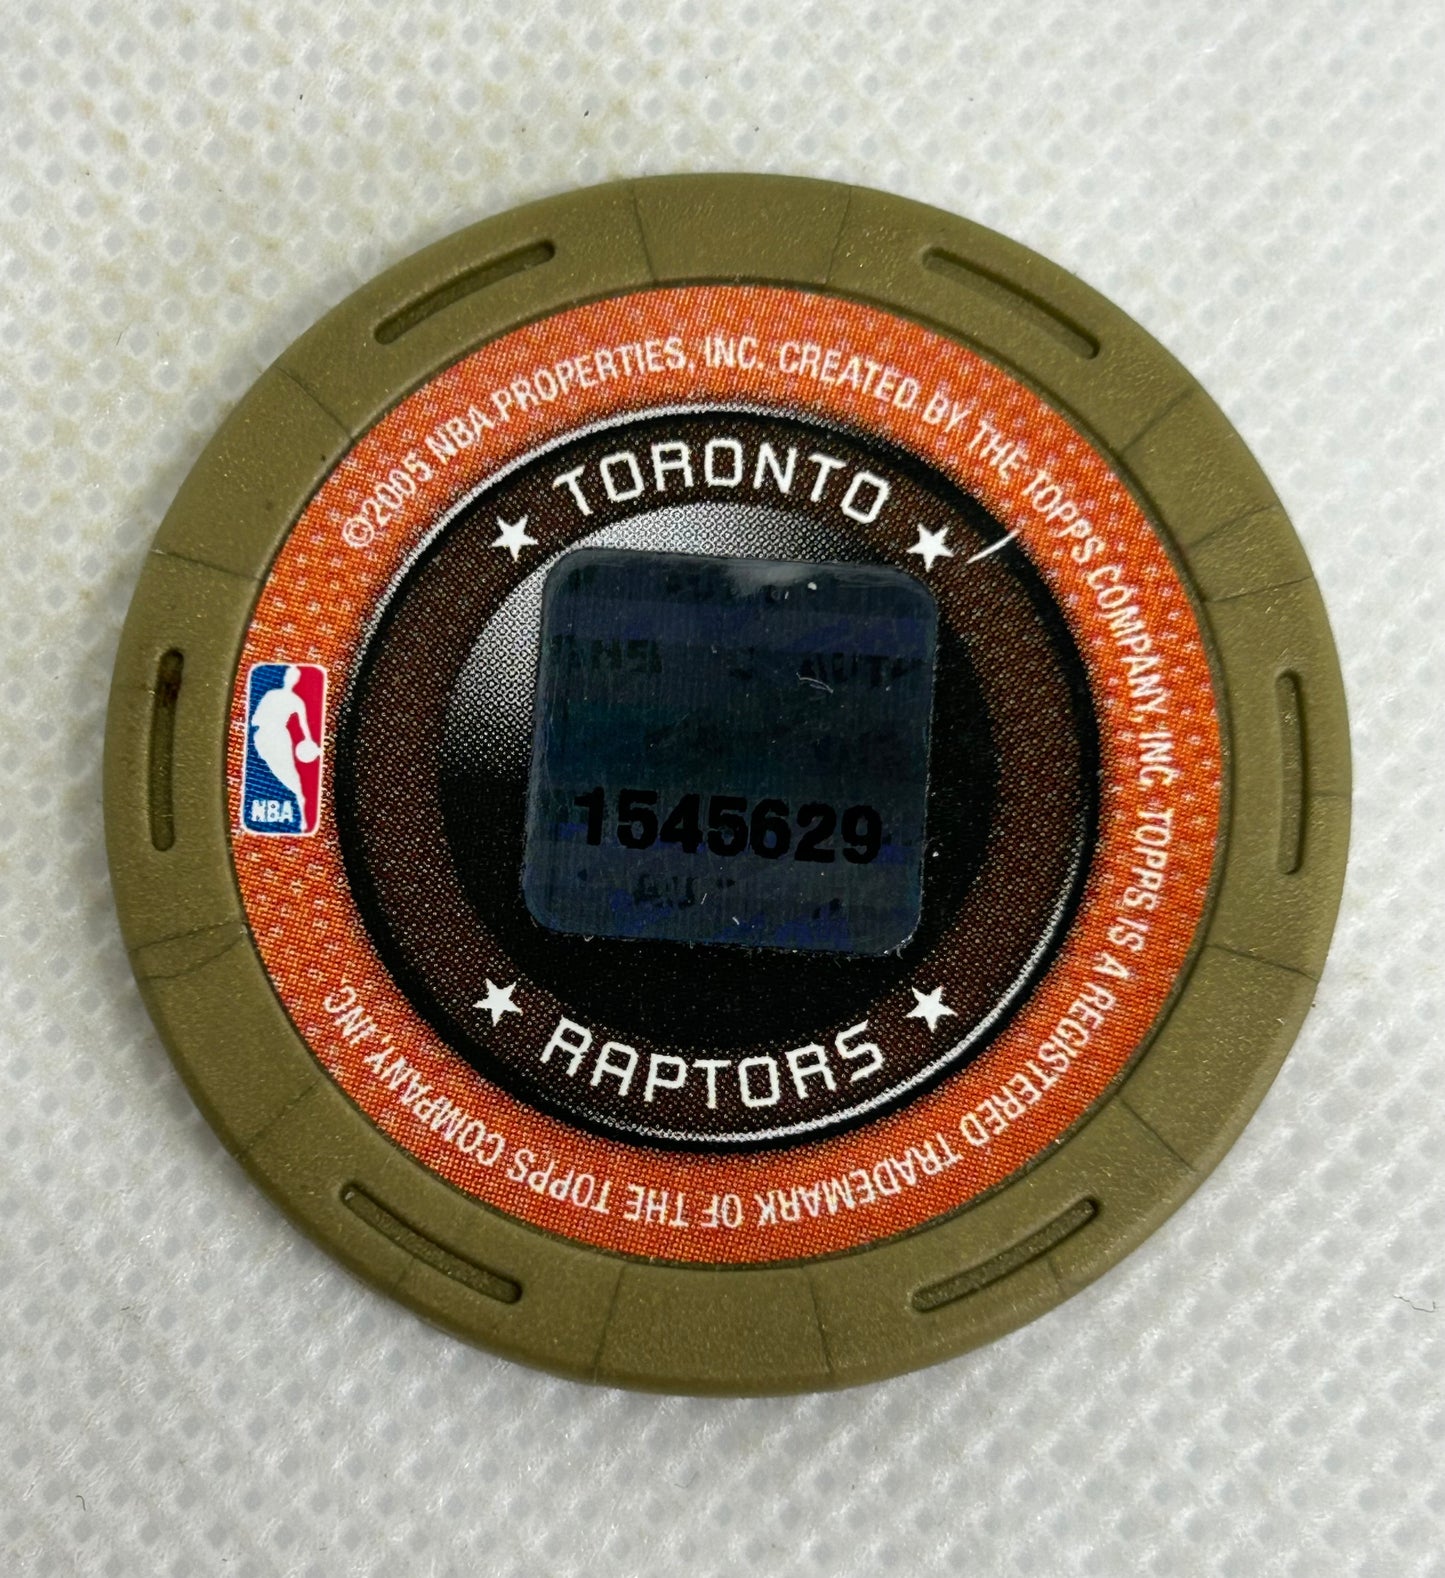 ©2005 NBA PROPERTIES, INC. CREATED BY THE TOPPS COMPANY, INC. TOPPS IS A REGISTERED TRADEMARK OF THE TOPPS COMPANY, INC.
TORONTO
NBA
1545629
RAPTORS